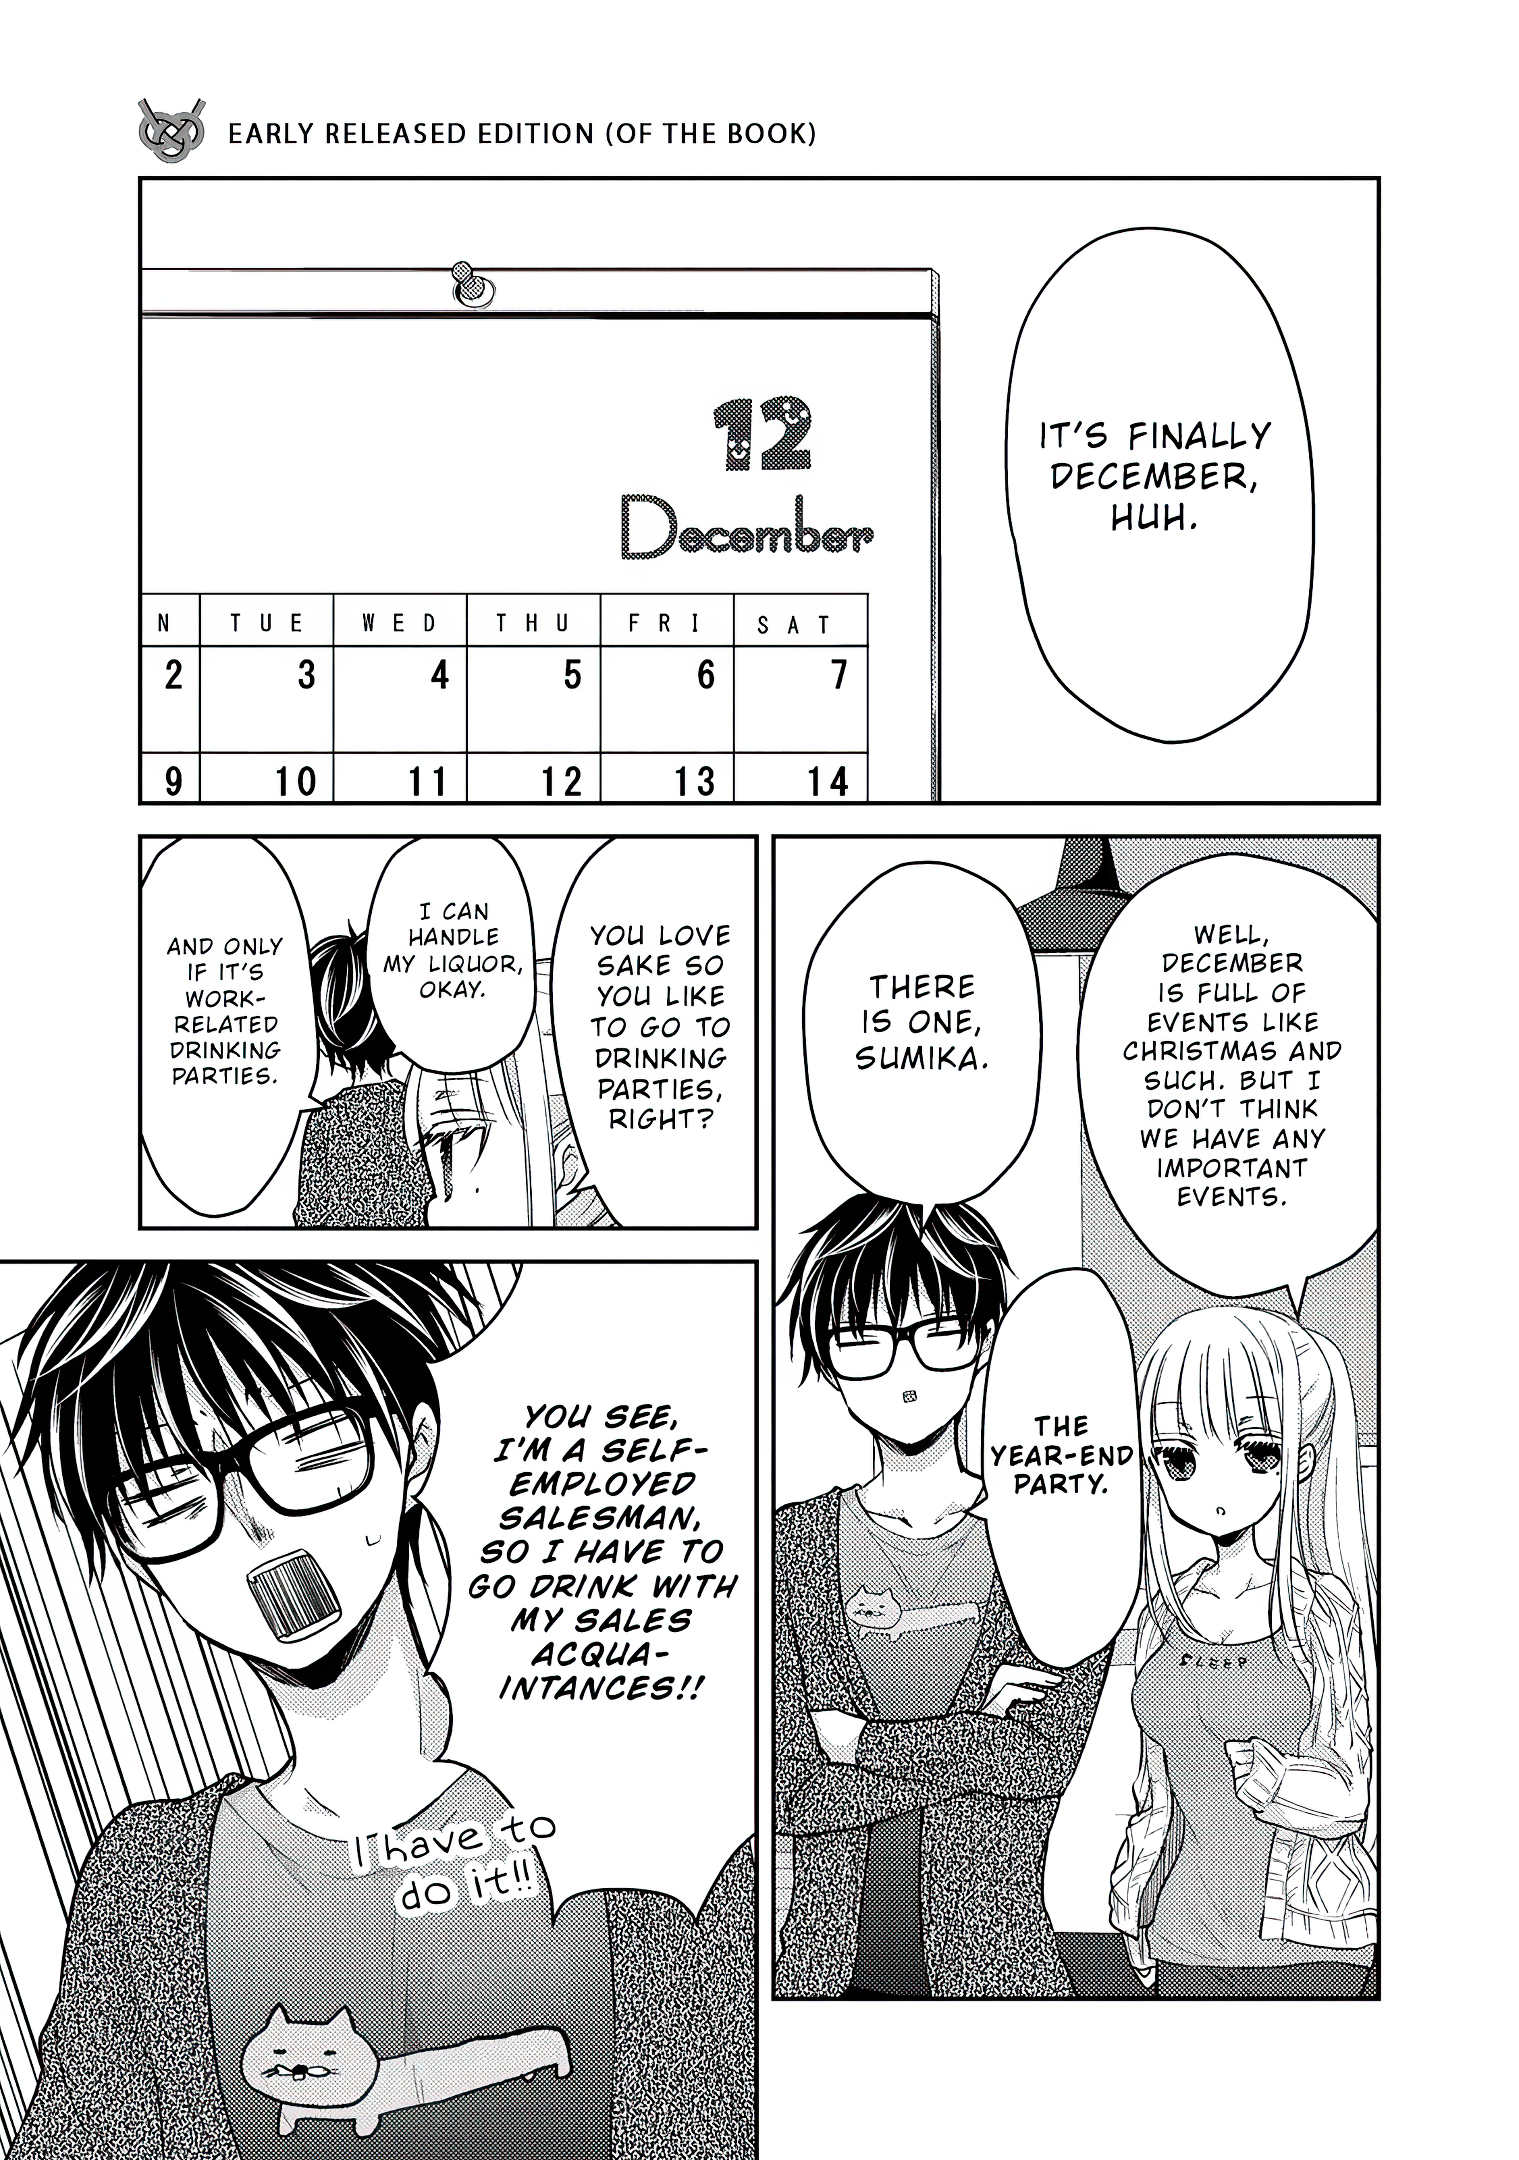 EARLY RELEASED EDITION (OF THE BOOK)
IT'S FINALLY
DECEMBER,
HUH.
12
December
N TUE WED THU FRI SAT
2 3 4 5 6 7
9 10 11 12 13 14
WELL,
DECEMBER
IS FULL OF
EVENTS LIKE
CHRISTMAS AND
SUCH. BUT I
DON'T THINK
WE HAVE ANY
IMPORTANT
EVENTS.
THERE
IS ONE,
SUMIKA.
THE
YEAR-END
PARTY.
SLEEP
YOU LOVE
SAKE SO
YOU LIKE
TO GO TO
DRINKING
PARTIES,
RIGHT?
I CAN
HANDLE
MY LIQUOR,
OKAY.
AND ONLY
IF IT'S
WORK-
RELATED
DRINKING
PARTIES.
YOU SEE,
I'M A SELF-
EMPLOYED
SALESMAN,
SO I HAVE TO
GO DRINK WITH
MY SALES
ACQUA-
INTANCES!!
I have to
do it!!